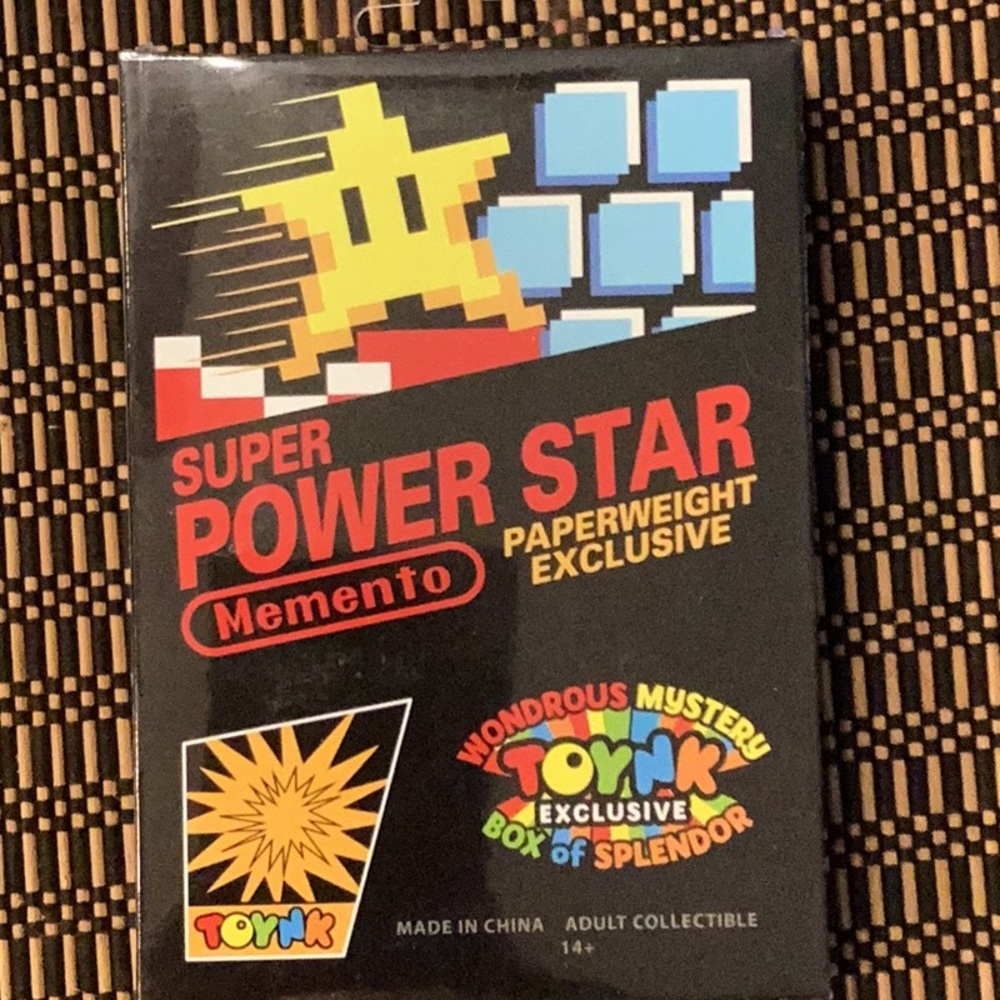 SUPER
POWER STAR
PAPERWEIGHT
EXCLUSIVE
Memento
WONDROUS MYSTERY
TOYNK
EXCLUSIVE
BOX OF SPLENDOR
TOYNK
MADE IN CHINA ADULT COLLECTIBLE
14+